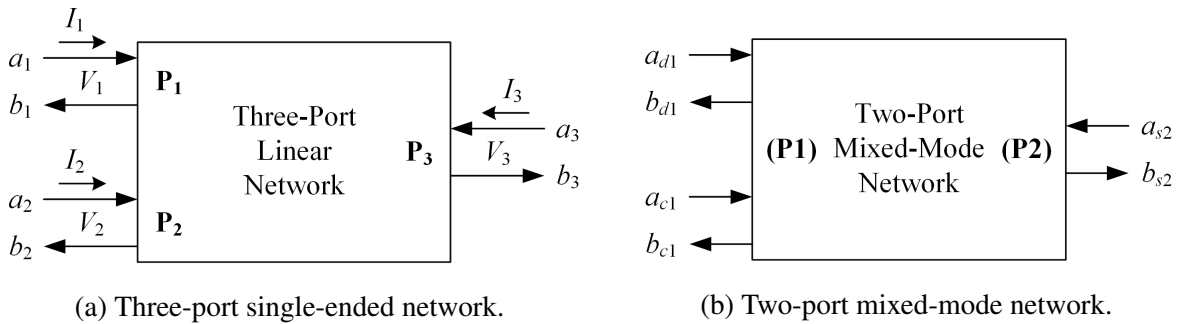 I1
a1
V1
b1
P1
I2
a2
V2
b2
P2
Three-Port
Linear
Network
P3
I3
a3
V3
b3
(a) Three-port single-ended network.
ad1
bd1
(P1)
ac1
bc1
Two-Port
Mixed-Mode
Network
(P2)
as2
bs2
(b) Two-port mixed-mode network.